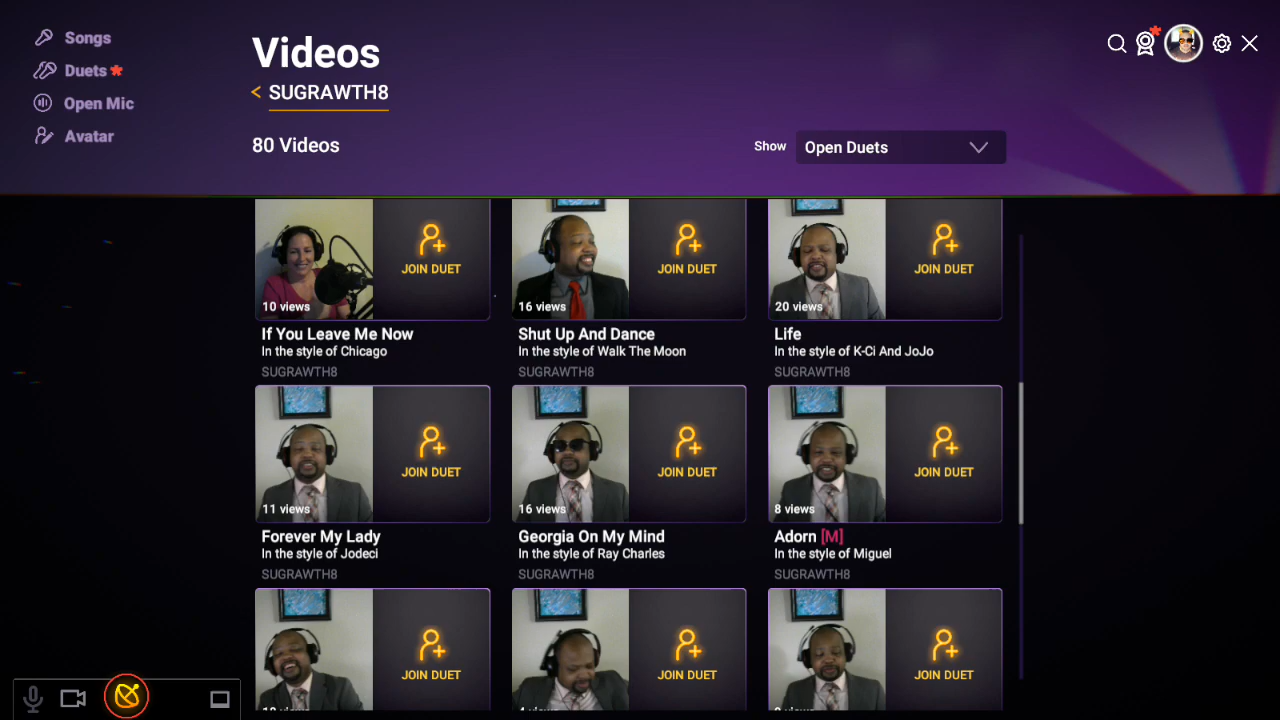 Songs
Duets *
Open Mic
Avatar
Videos
< SUGRAWTH8
80 Videos
Show
Open Duets
JOIN DUET
10 views
If You Leave Me Now
In the style of Chicago
SUGRAWTH8
JOIN DUET
16 views
Shut Up And Dance
In the style of Walk The Moon
SUGRAWTH8
JOIN DUET
20 views
Life
In the style of K-Ci And JoJo
SUGRAWTH8
JOIN DUET
11 views
Forever My Lady
In the style of Jodeci
SUGRAWTH8
JOIN DUET
16 views
Georgia On My Mind
In the style of Ray Charles
SUGRAWTH8
JOIN DUET
8 views
Adorn [M]
In the style of Miguel
SUGRAWTH8
JOIN DUET
views
JOIN DUET
views
JOIN DUET
views